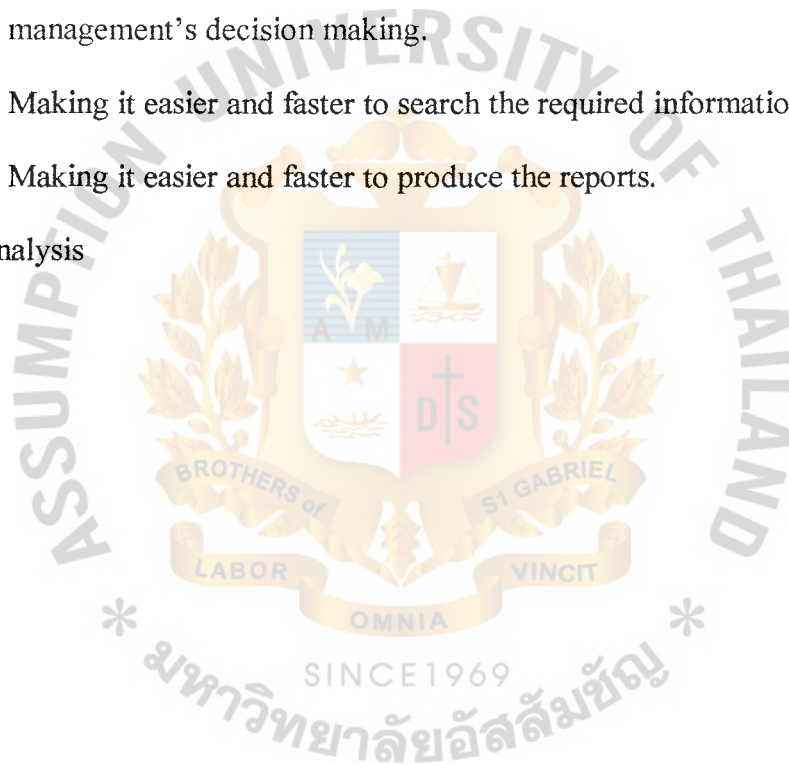 management's decision making.
Making it easier and faster to search the required informatio
Making it easier and faster to produce the reports.
nalysis
ASSUMPTION UNIVERSITY OF THAILAND
A M
D S
BROTHERS of S1 GABRIEL
LABOR VINCIT
OMNIA
SINCE1969
* มหาวิทยาลัยอัสสัมชัญ *